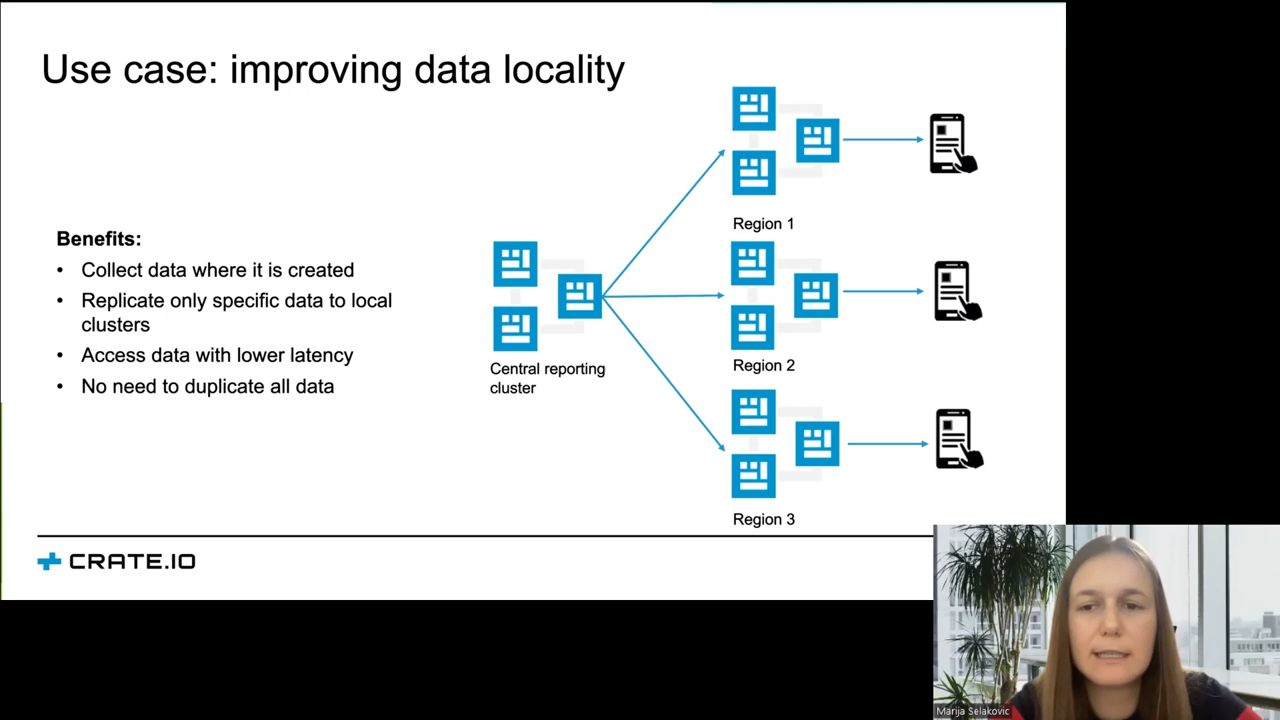 Use case: improving data locality
Benefits:
• Collect data where it is created
• Replicate only specific data to local
clusters
• Access data with lower latency
• No need to duplicate all data
Central reporting
cluster
Region 1
Region 2
Region 3
CRATE.IO
Marija Selakovic